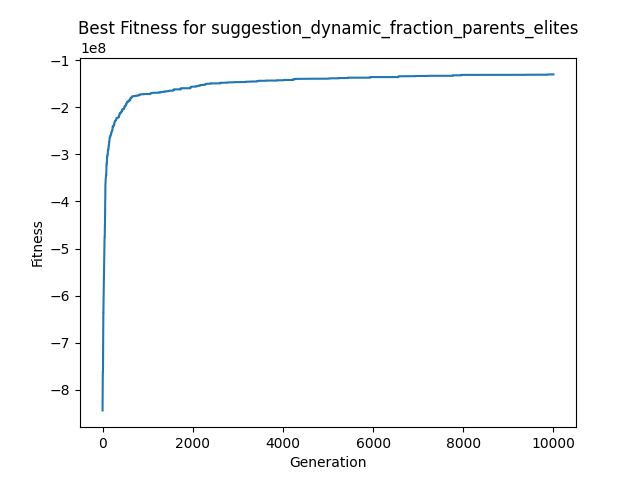 Best Fitness for suggestion_dynamic_fraction_parents_elites
1e8
−1
−2
−3
−4
−5
−6
−7
−8
Fitness
0 2000 4000 6000 8000 10000
Generation